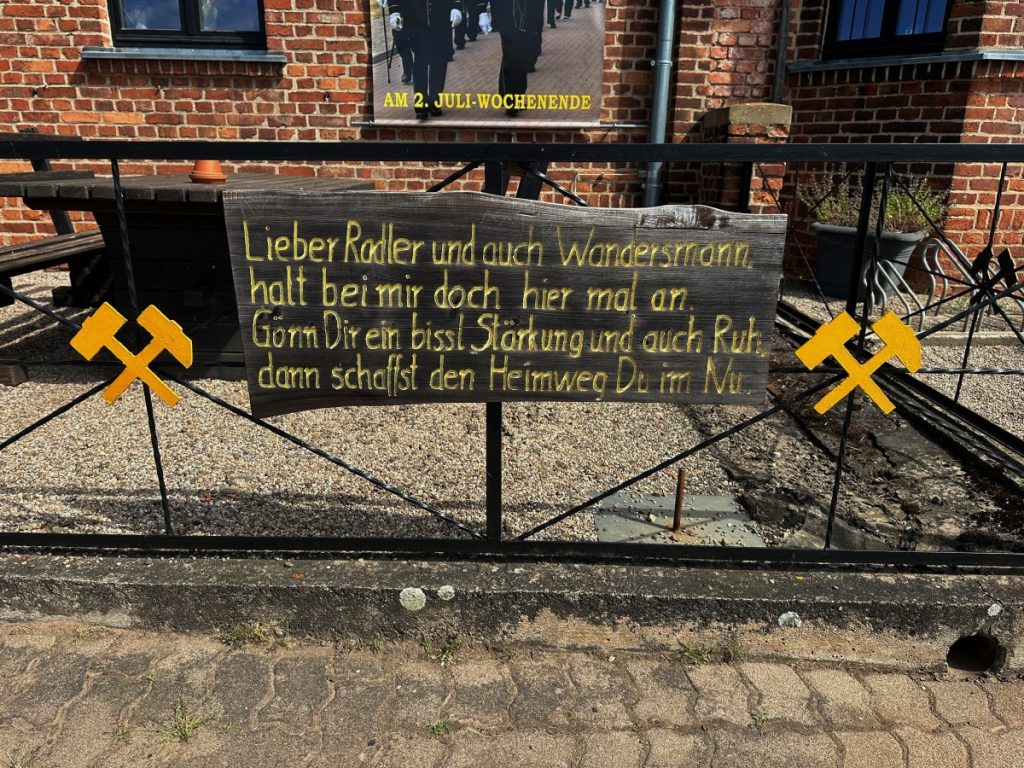 AM 2. JULI-WOCHENENDE
Lieber Radler und auch Wandersmann,
halt bei mir doch hier mal an.
Gönn Dir ein bissl Stärkung und auch Ruh,
dann schaffst den Heimweg Du im Nu.